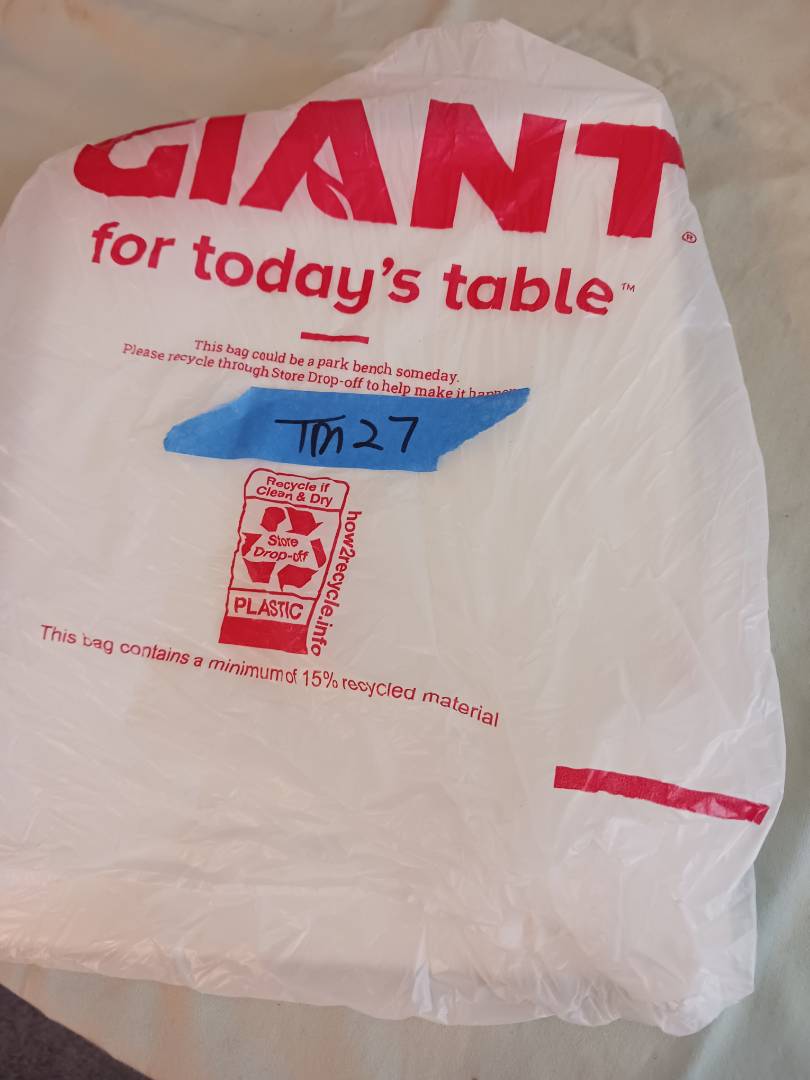 GIANT®
for today's table™
This bag could be a park bench someday.
Please recycle through Store Drop-off to help make it
TM27
Recycle if
Clean & Dry
Store
Drop-off
PLASTIC
how2recycle.info
This bag contains a minimum of 15% recycled material